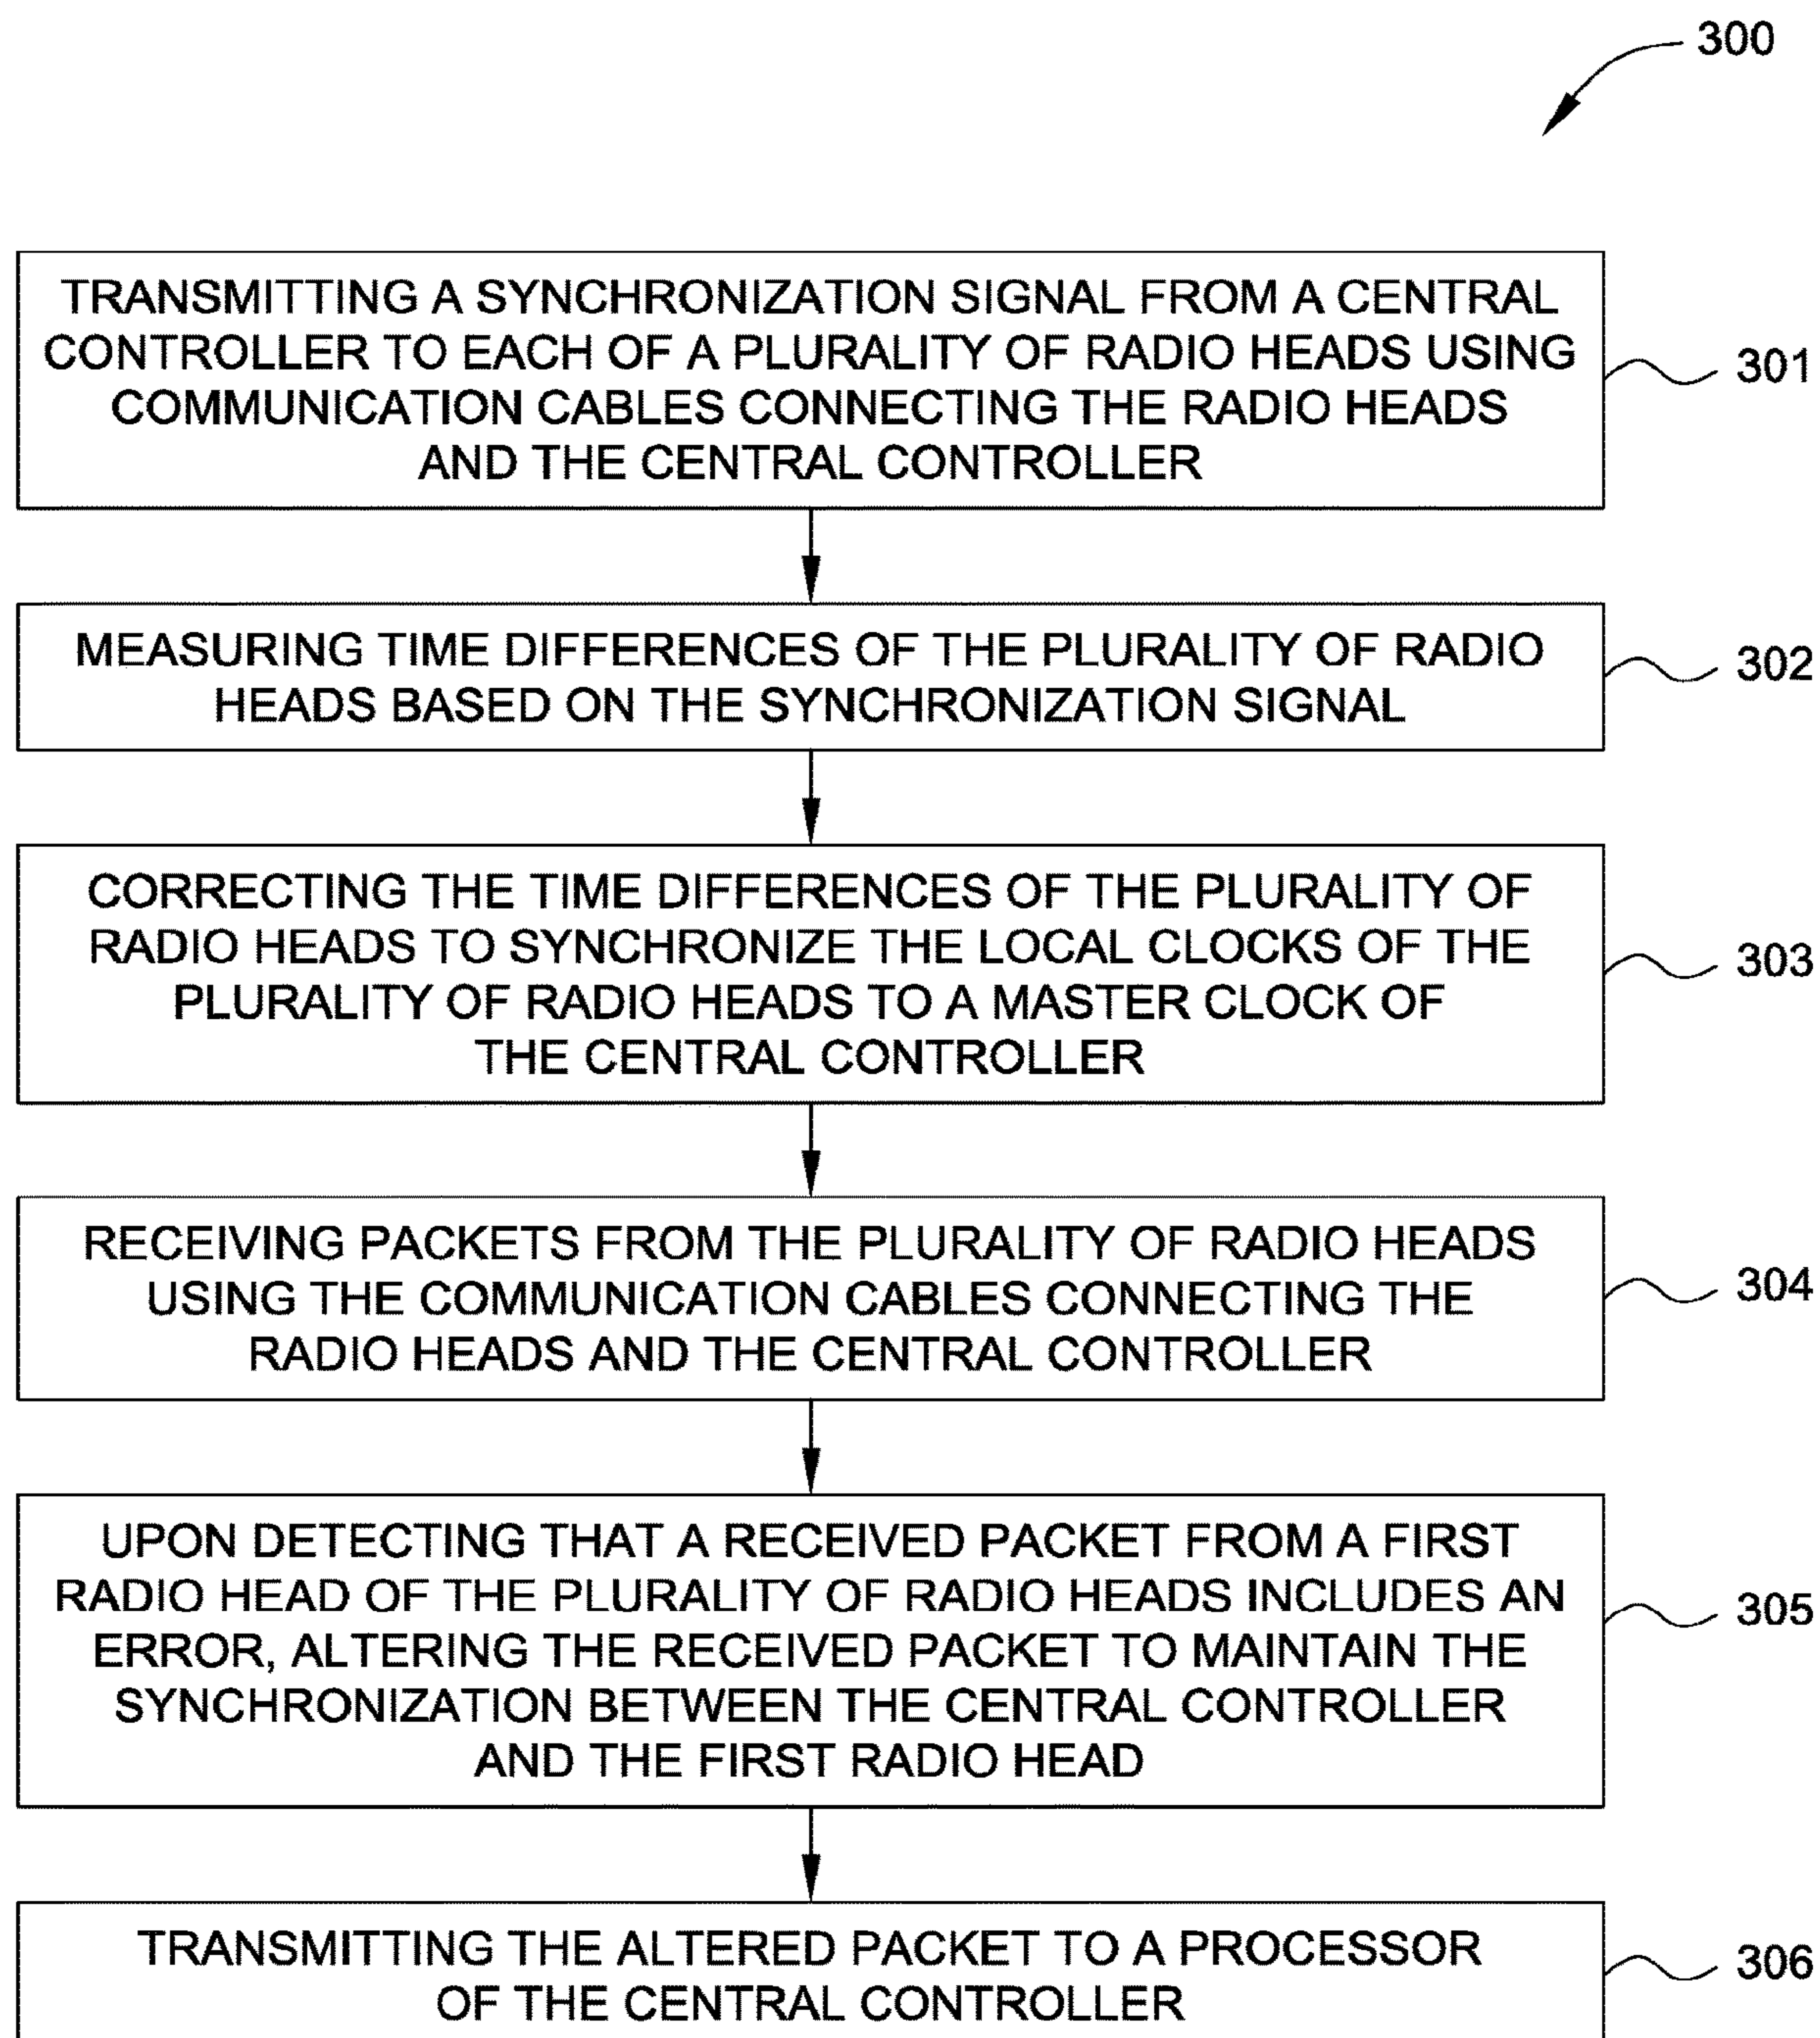 300
TRANSMITTING A SYNCHRONIZATION SIGNAL FROM A CENTRAL
CONTROLLER TO EACH OF A PLURALITY OF RADIO HEADS USING
COMMUNICATION CABLES CONNECTING THE RADIO HEADS
AND THE CENTRAL CONTROLLER
301
MEASURING TIME DIFFERENCES OF THE PLURALITY OF RADIO
HEADS BASED ON THE SYNCHRONIZATION SIGNAL
302
CORRECTING THE TIME DIFFERENCES OF THE PLURALITY OF
RADIO HEADS TO SYNCHRONIZE THE LOCAL CLOCKS OF THE
PLURALITY OF RADIO HEADS TO A MASTER CLOCK OF
THE CENTRAL CONTROLLER
303
RECEIVING PACKETS FROM THE PLURALITY OF RADIO HEADS
USING THE COMMUNICATION CABLES CONNECTING THE
RADIO HEADS AND THE CENTRAL CONTROLLER
304
UPON DETECTING THAT A RECEIVED PACKET FROM A FIRST
RADIO HEAD OF THE PLURALITY OF RADIO HEADS INCLUDES AN
ERROR, ALTERING THE RECEIVED PACKET TO MAINTAIN THE
SYNCHRONIZATION BETWEEN THE CENTRAL CONTROLLER
AND THE FIRST RADIO HEAD
305
TRANSMITTING THE ALTERED PACKET TO A PROCESSOR
OF THE CENTRAL CONTROLLER
306